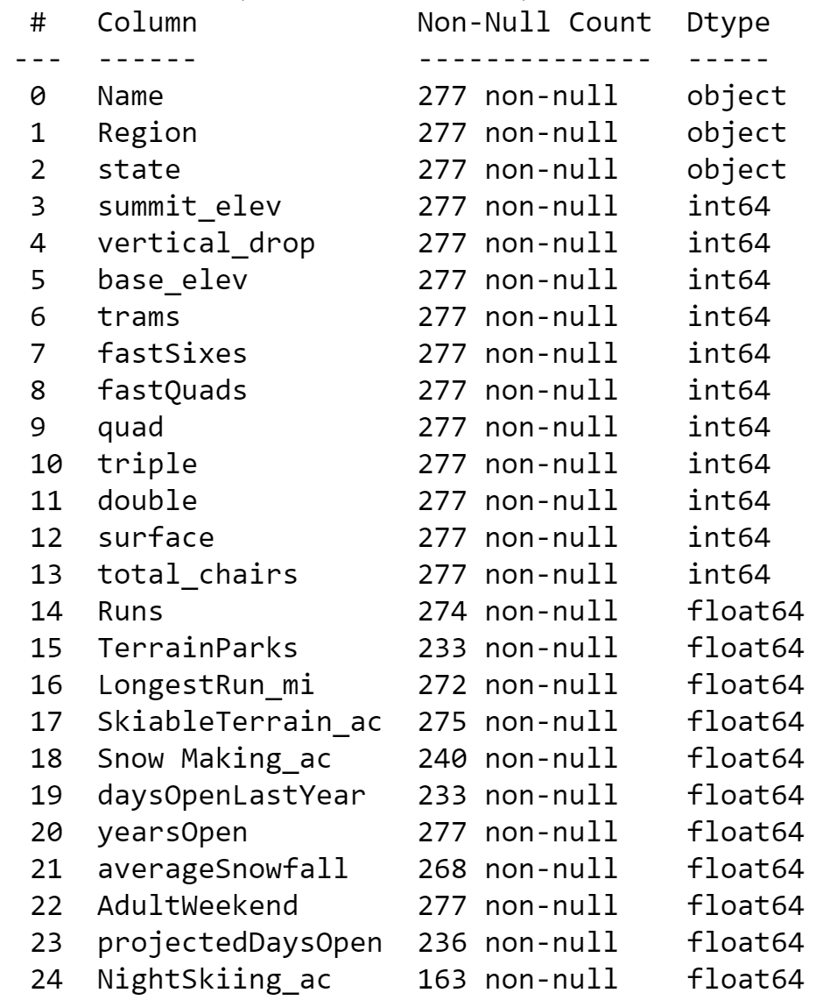 #   Column             Non-Null Count  Dtype
---  ------             --------------  -----
0   Name               277 non-null    object
1   Region             277 non-null    object
2   state              277 non-null    object
3   summit_elev        277 non-null    int64
4   vertical_drop      277 non-null    int64
5   base_elev          277 non-null    int64
6   trams              277 non-null    int64
7   fastSixes          277 non-null    int64
8   fastQuads          277 non-null    int64
9   quad               277 non-null    int64
10  triple             277 non-null    int64
11  double             277 non-null    int64
12  surface            277 non-null    int64
13  total_chairs       277 non-null    int64
14  Runs               274 non-null    float64
15  TerrainParks       233 non-null    float64
16  LongestRun_mi      272 non-null    float64
17  SkiableTerrain_ac  275 non-null    float64
18  Snow Making_ac     240 non-null    float64
19  daysOpenLastYear   233 non-null    float64
20  yearsOpen          277 non-null    float64
21  averageSnowfall    268 non-null    float64
22  AdultWeekend       277 non-null    float64
23  projectedDaysOpen  236 non-null    float64
24  NightSkiing_ac     163 non-null    float64